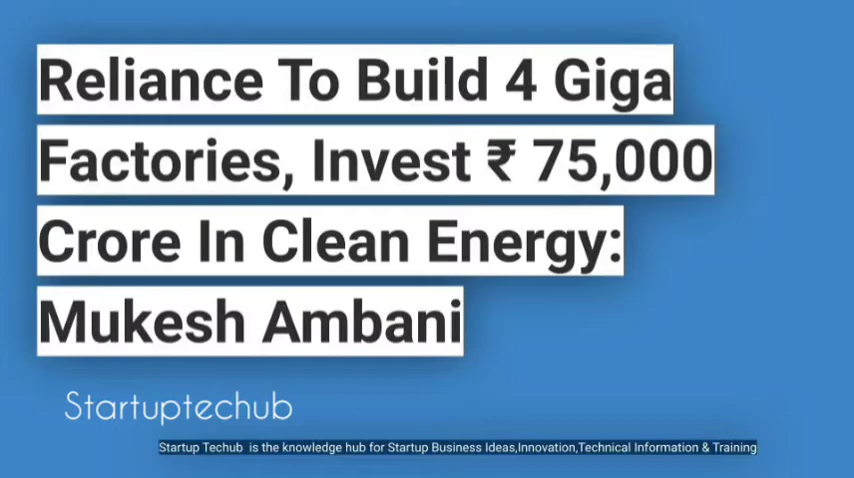 Reliance To Build 4 Giga
Factories, Invest ₹ 75,000
Crore In Clean Energy:
Mukesh Ambani
Startuptechub
Startup Techub is the knowledge hub for Startup Business Ideas,Innovation,Technical Information & Training